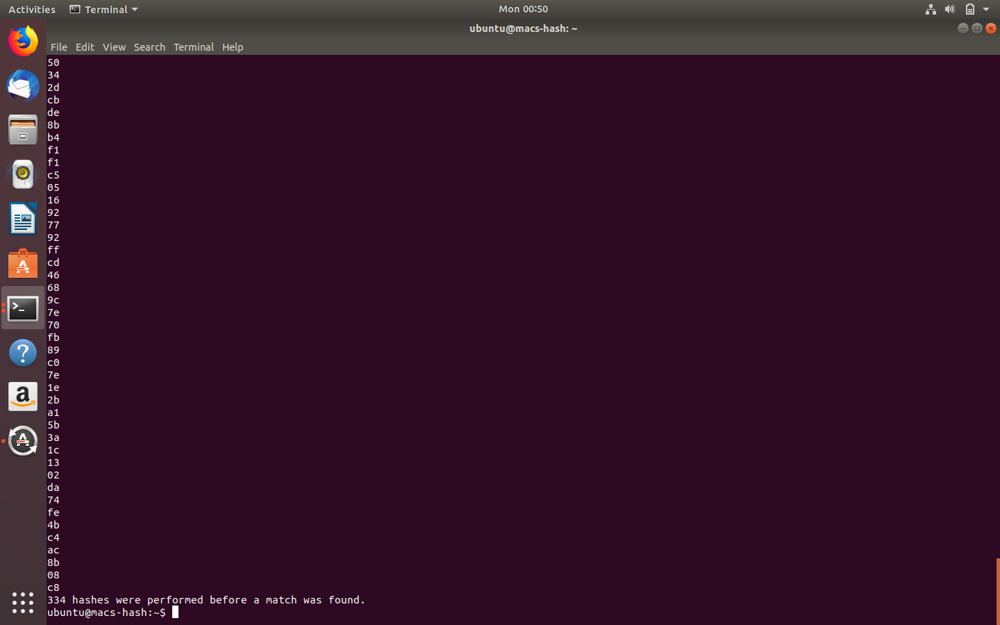 Activities
Terminal
Mon 00:50
ubuntu@macs-hash: ~
File Edit View Search Terminal Help
50
34
2d
cb
de
8b
b4
f1
f1
c5
05
16
92
77
92
ff
cd
46
68
9c
7e
70
fb
89
c0
7e
1e
2b
a1
5b
3a
1c
13
02
da
74
fe
4b
c4
ac
8b
08
c8
334 hashes were performed before a match was found.
ubuntu@macs-hash:~$